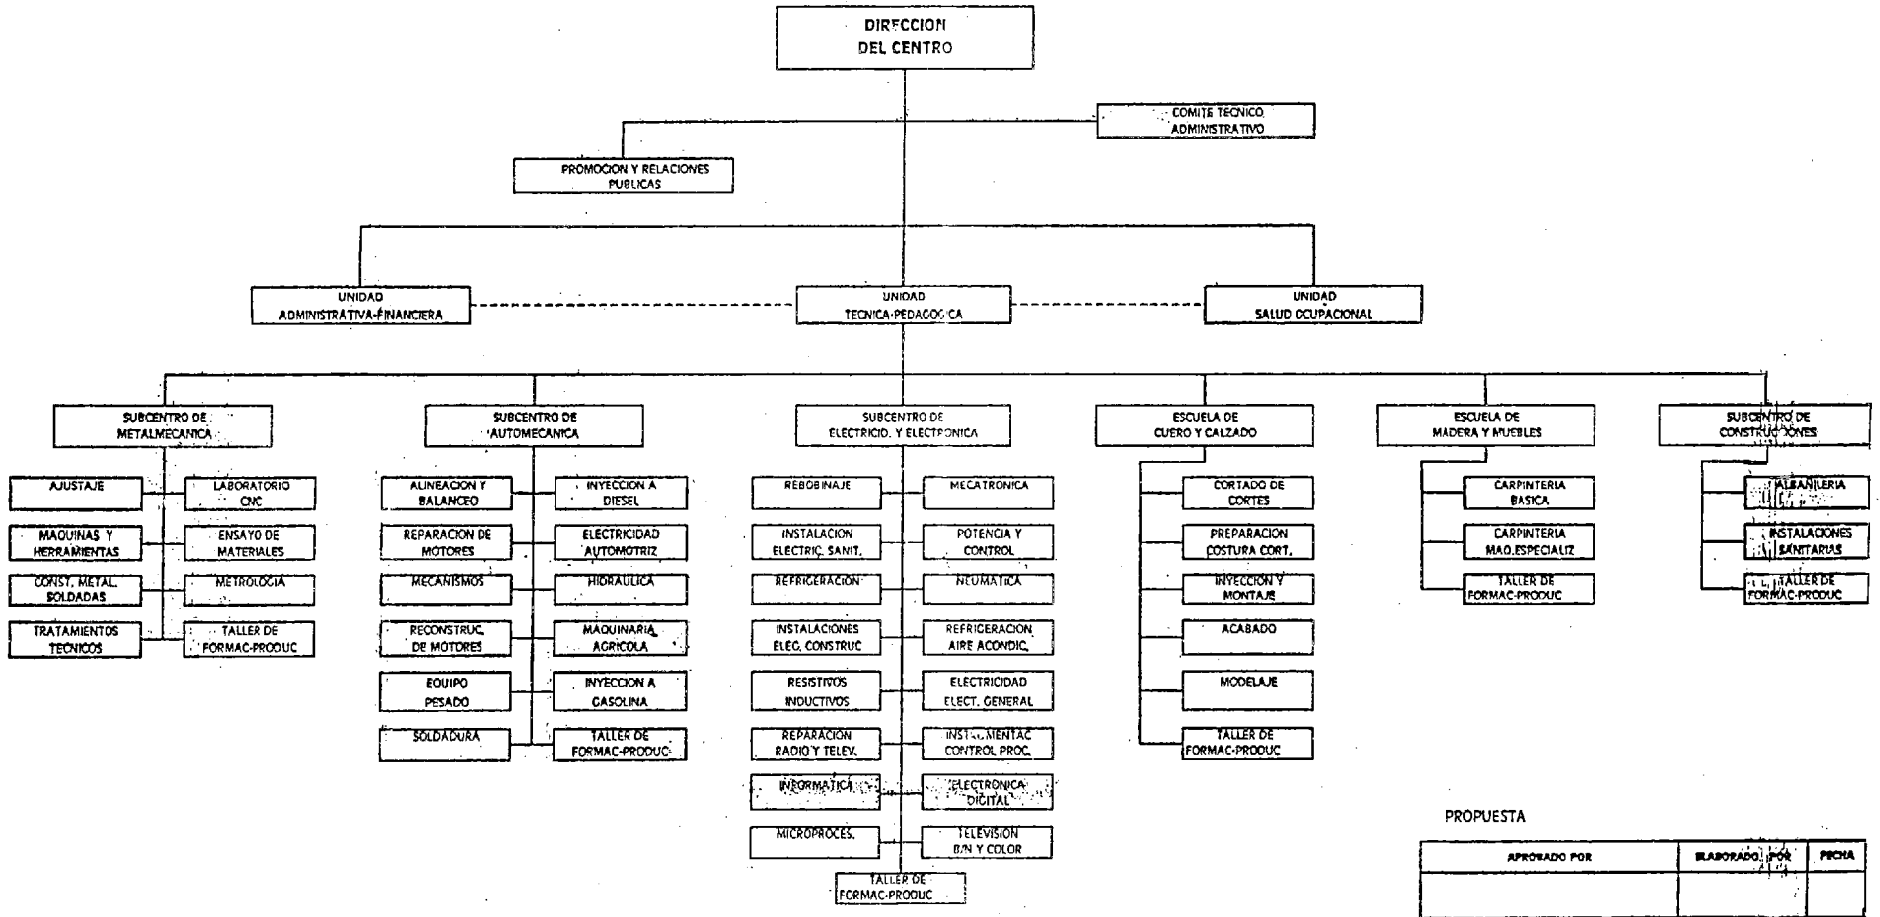 DIRECCION
DEL CENTRO
COMITE TECNICO
ADMINISTRATIVO
PROMOCION Y RELACIONES
PUBLICAS
UNIDAD
ADMINISTRATIVA-FINANCIERA
UNIDAD
TECNICA-PEDAGOGICA
UNIDAD
SALUD OCUPACIONAL
SUBCENTRO DE
METALMECANICA
SUBCENTRO DE
AUTOMECANICA
SUBCENTRO DE
ELECTRICID. Y ELECTRONICA
ESCUELA DE
CUERO Y CALZADO
ESCUELA DE
MADERA Y MUEBLES
SUBCENTRO DE
CONSTRUCCIONES
AJUSTAJE
LABORATORIO
CNC
MAQUINAS Y
HERRAMIENTAS
ENSAYO DE
MATERIALES
CONST. METAL.
SOLDADAS
METROLOGIA
TRATAMIENTOS
TECNICOS
TALLER DE
FORMAC-PRODUC
ALINEACION Y
BALANCEO
INYECCION A
DIESEL
REPARACION DE
MOTORES
ELECTRICIDAD
AUTOMOTRIZ
MECANISMOS
HIDRAULICA
RECONSTRUC.
DE MOTORES
MAQUINARIA
AGRICOLA
EQUIPO
PESADO
INYECCION A
GASOLINA
SOLDADURA
TALLER DE
FORMAC-PRODUC
REBOBINAJE
MECATRONICA
INSTALACION
ELECTRIC. SANIT.
POTENCIA Y
CONTROL
REFRIGERACION
NEUMATICA
INSTALACIONES
ELEC. CONSTRUC
REFRIGERACION
AIRE ACONDIC.
RESISTIVOS
INDUCTIVOS
ELECTRICIDAD
ELECT. GENERAL
REPARACION
RADIO Y TELEV.
INSTRUMENTAC
CONTROL PROC.
INFORMATICA
ELECTRONICA
DIGITAL
MICROPROCES.
TELEVISION
B/N Y COLOR
TALLER DE
FORMAC-PRODUC
CORTADO DE
CORTES
PREPARACION
COSTURA CORT.
INYECCION Y
MONTAJE
ACABADO
MODELAJE
TALLER DE
FORMAC-PRODUC
CARPINTERIA
BASICA
CARPINTERIA
MAQ.ESPECIALIZ
TALLER DE
FORMAC-PRODUC
ALBAÑILERIA
INSTALACIONES
SANITARIAS
TALLER DE
FORMAC-PRODUC
PROPUESTA
APROBADO POR
ELABORADO POR
FECHA